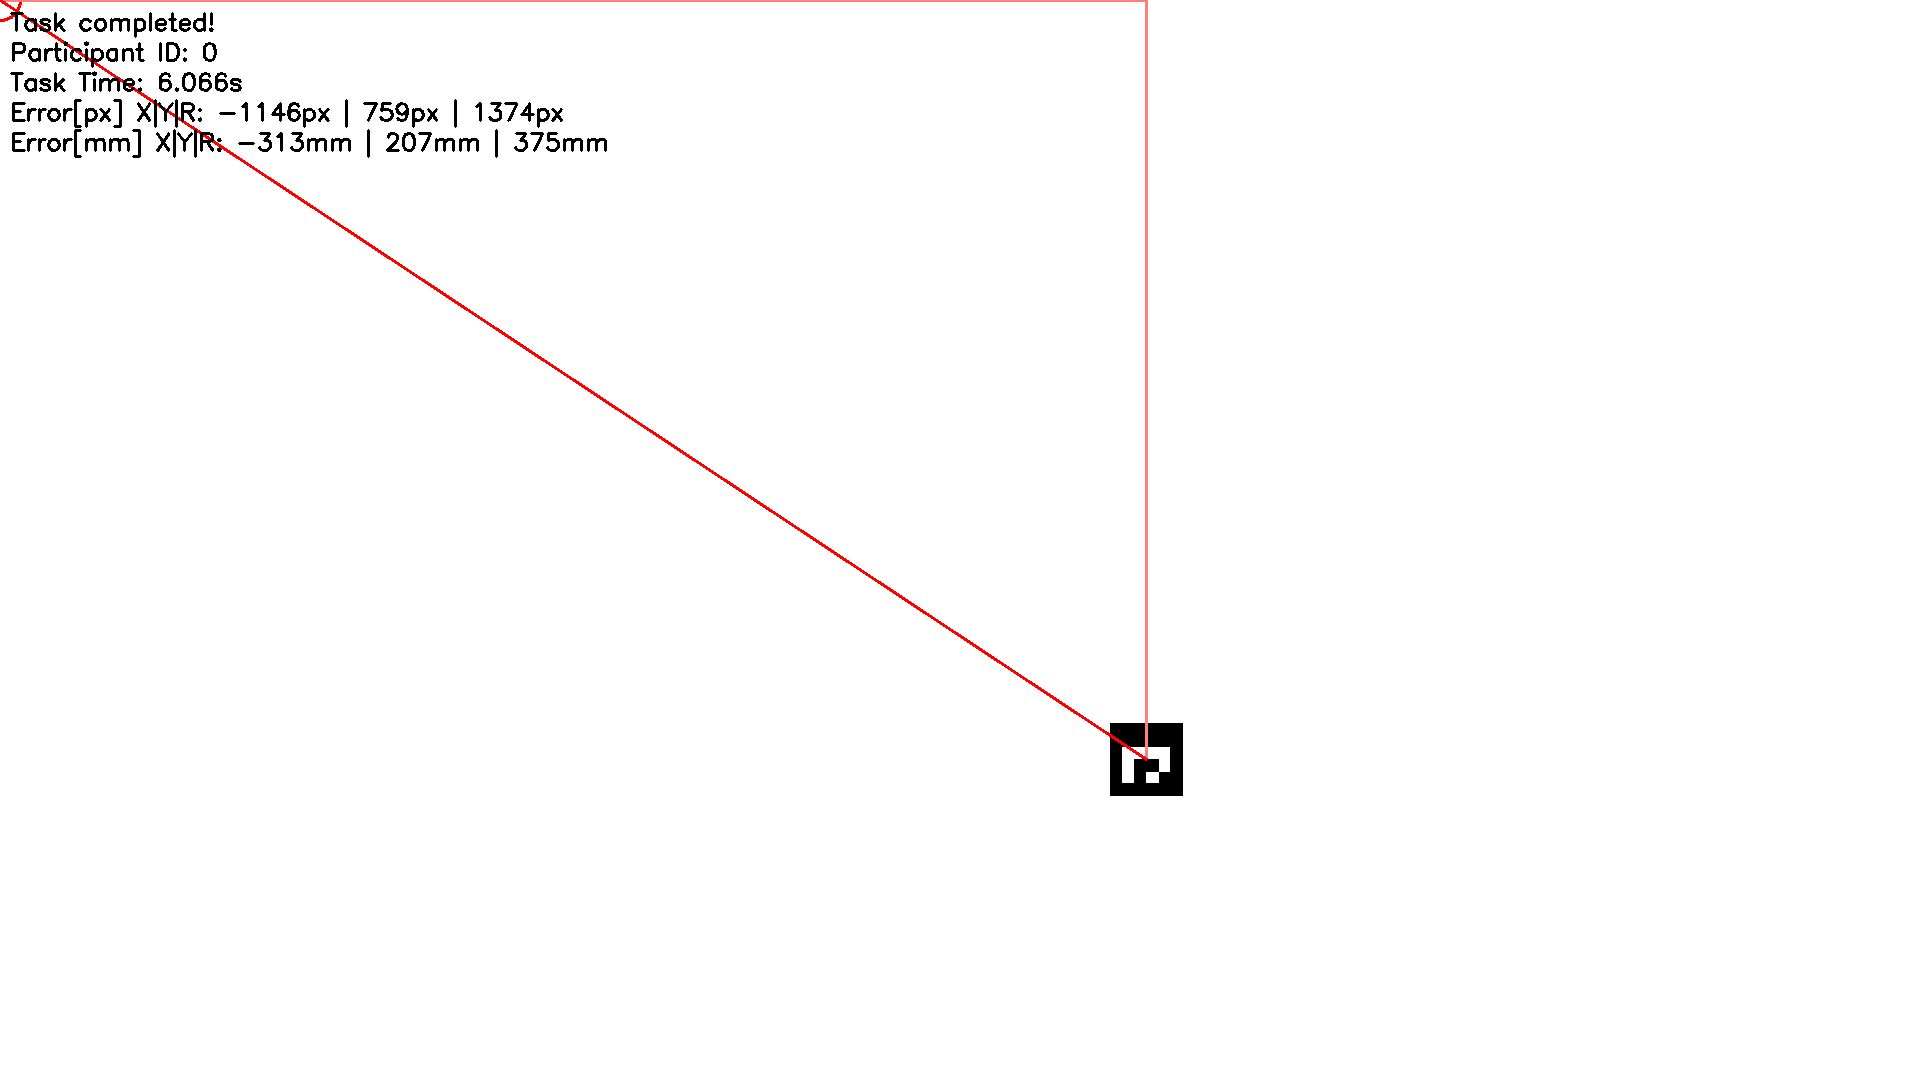 Task completed!
Participant ID: 0
Task Time: 6.066s
Error[px] X|Y|R: -1146px | 759px | 1374px
Error[mm] X|Y|R: -313mm | 207mm | 375mm